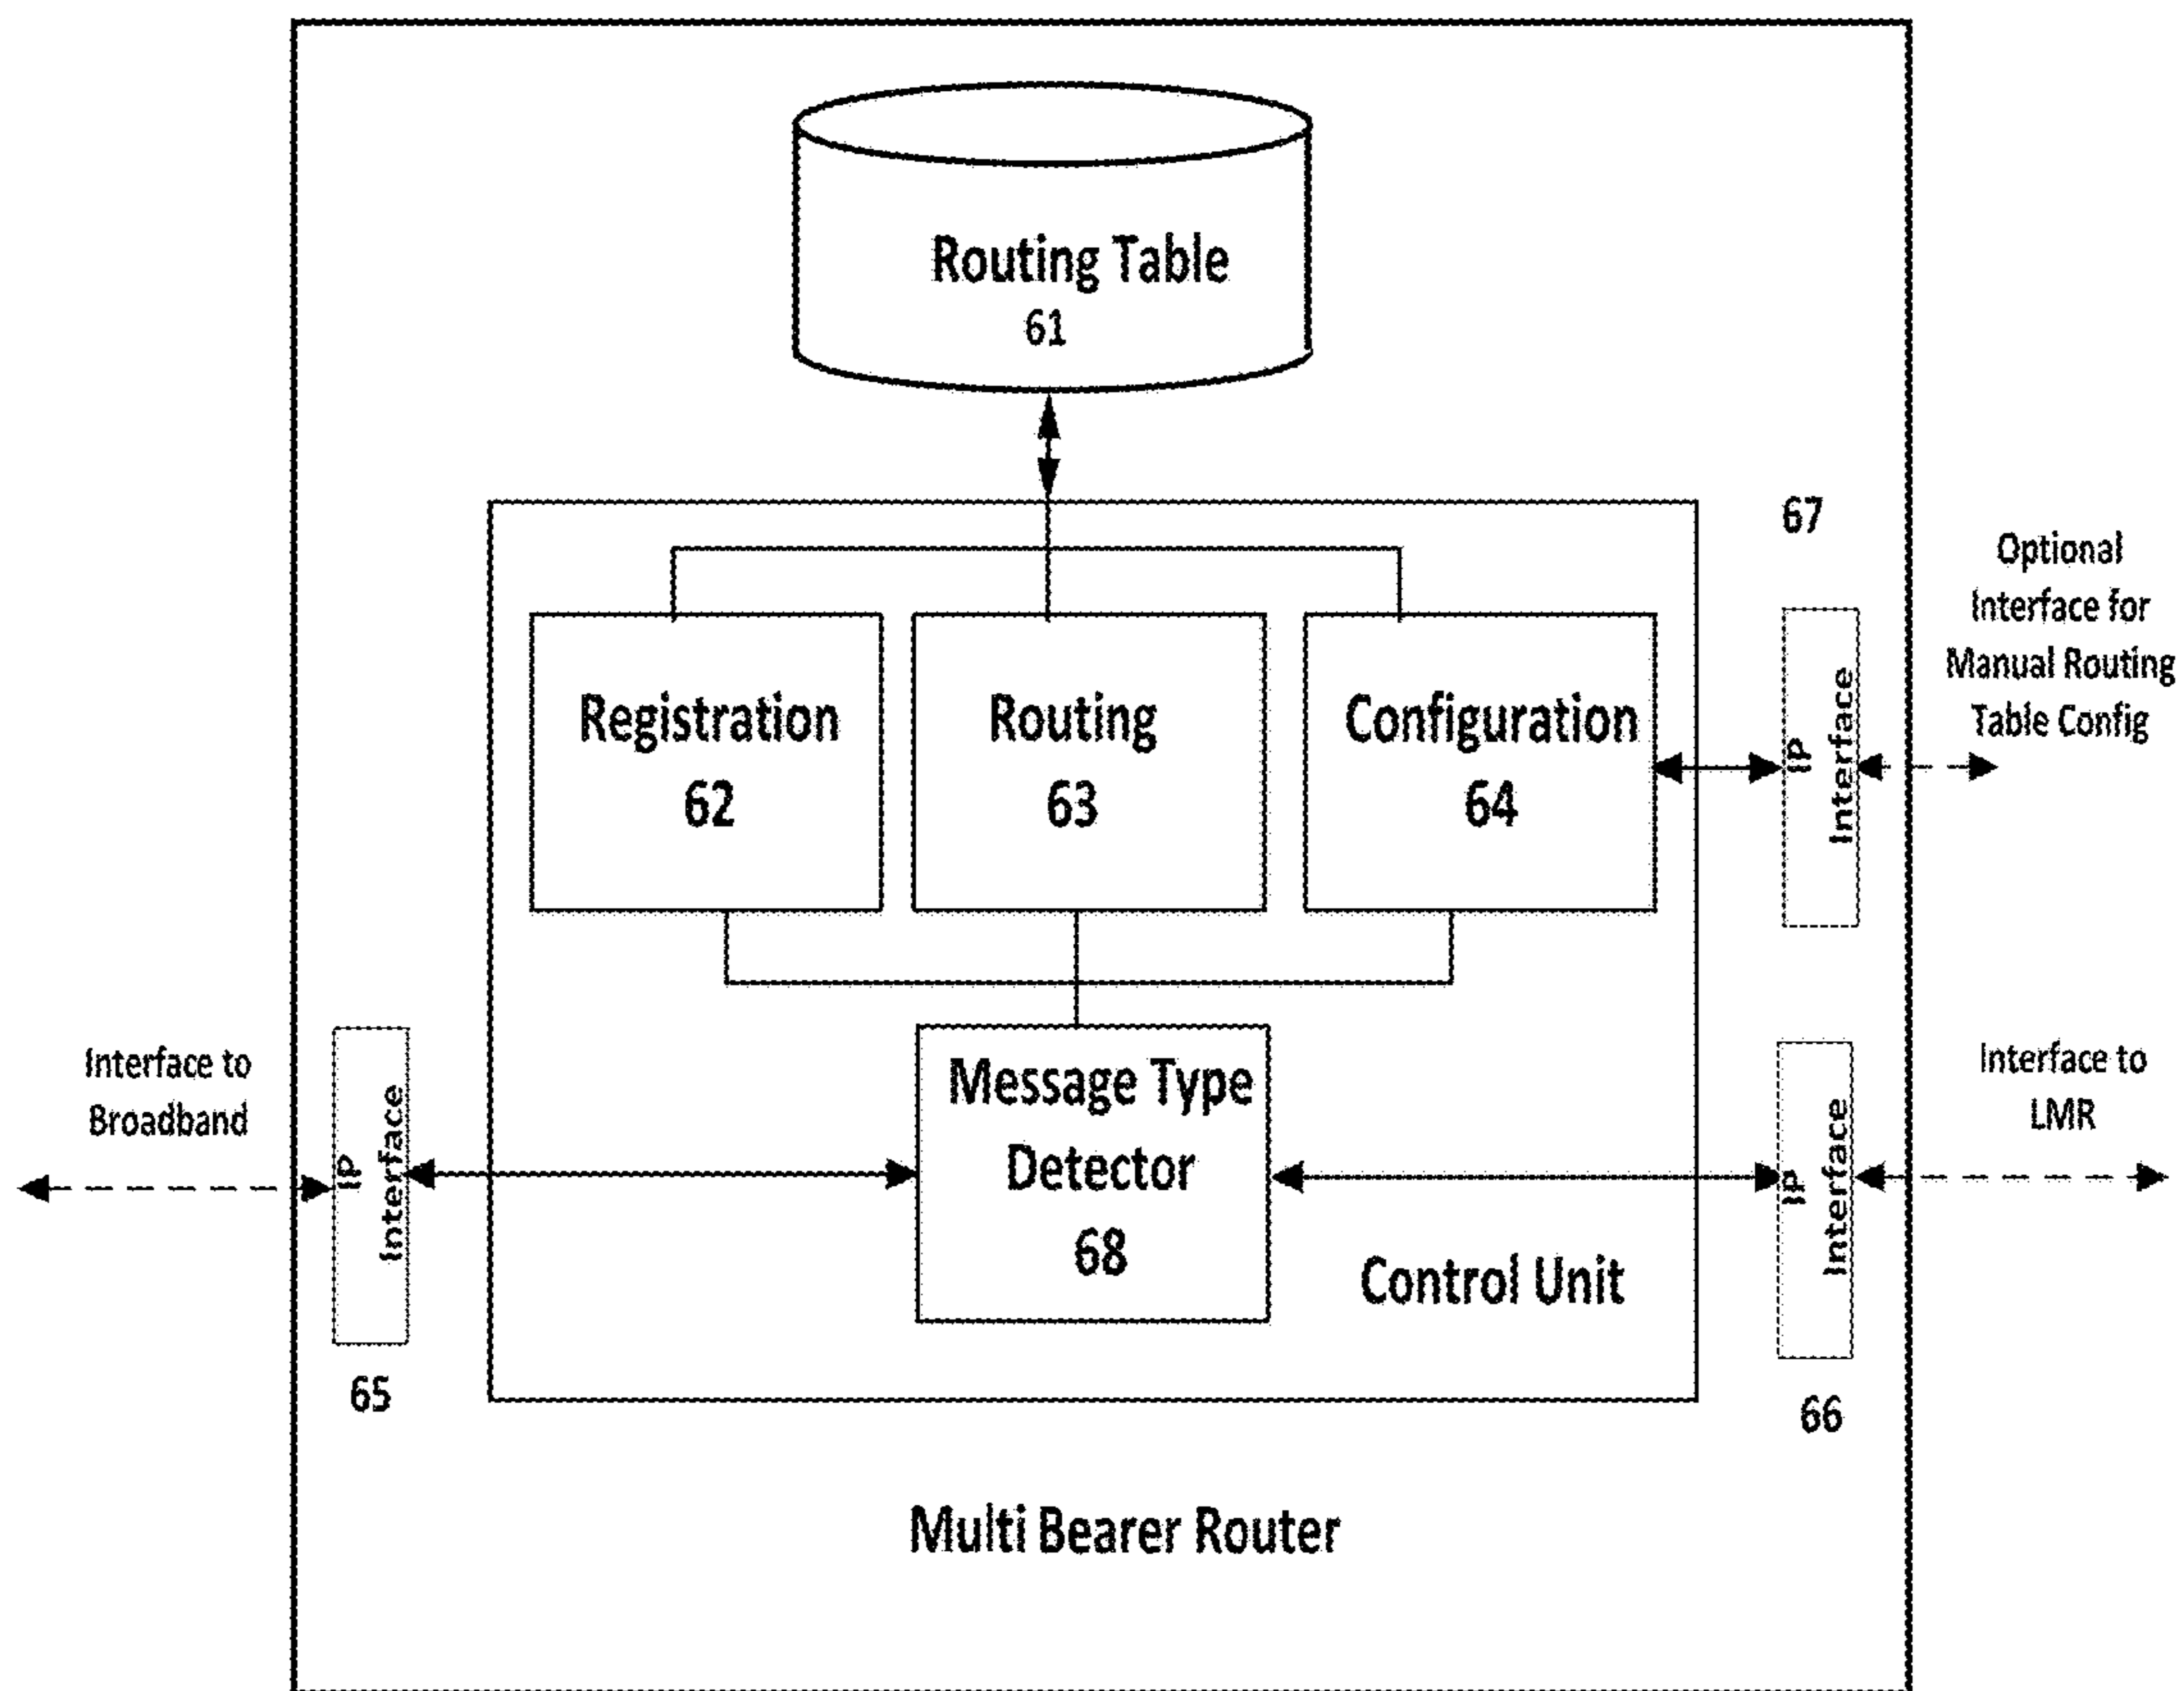 Routing Table
61
67
Optional
Interface for
Manual Routing
Table Config
Registration
62
Routing
63
Configuration
64
IP
Interface
Interface to
Broadband
IP
Interface
65
Message Type
Detector
68
Control Unit
IP
Interface
66
Interface to
LMR
Multi Bearer Router